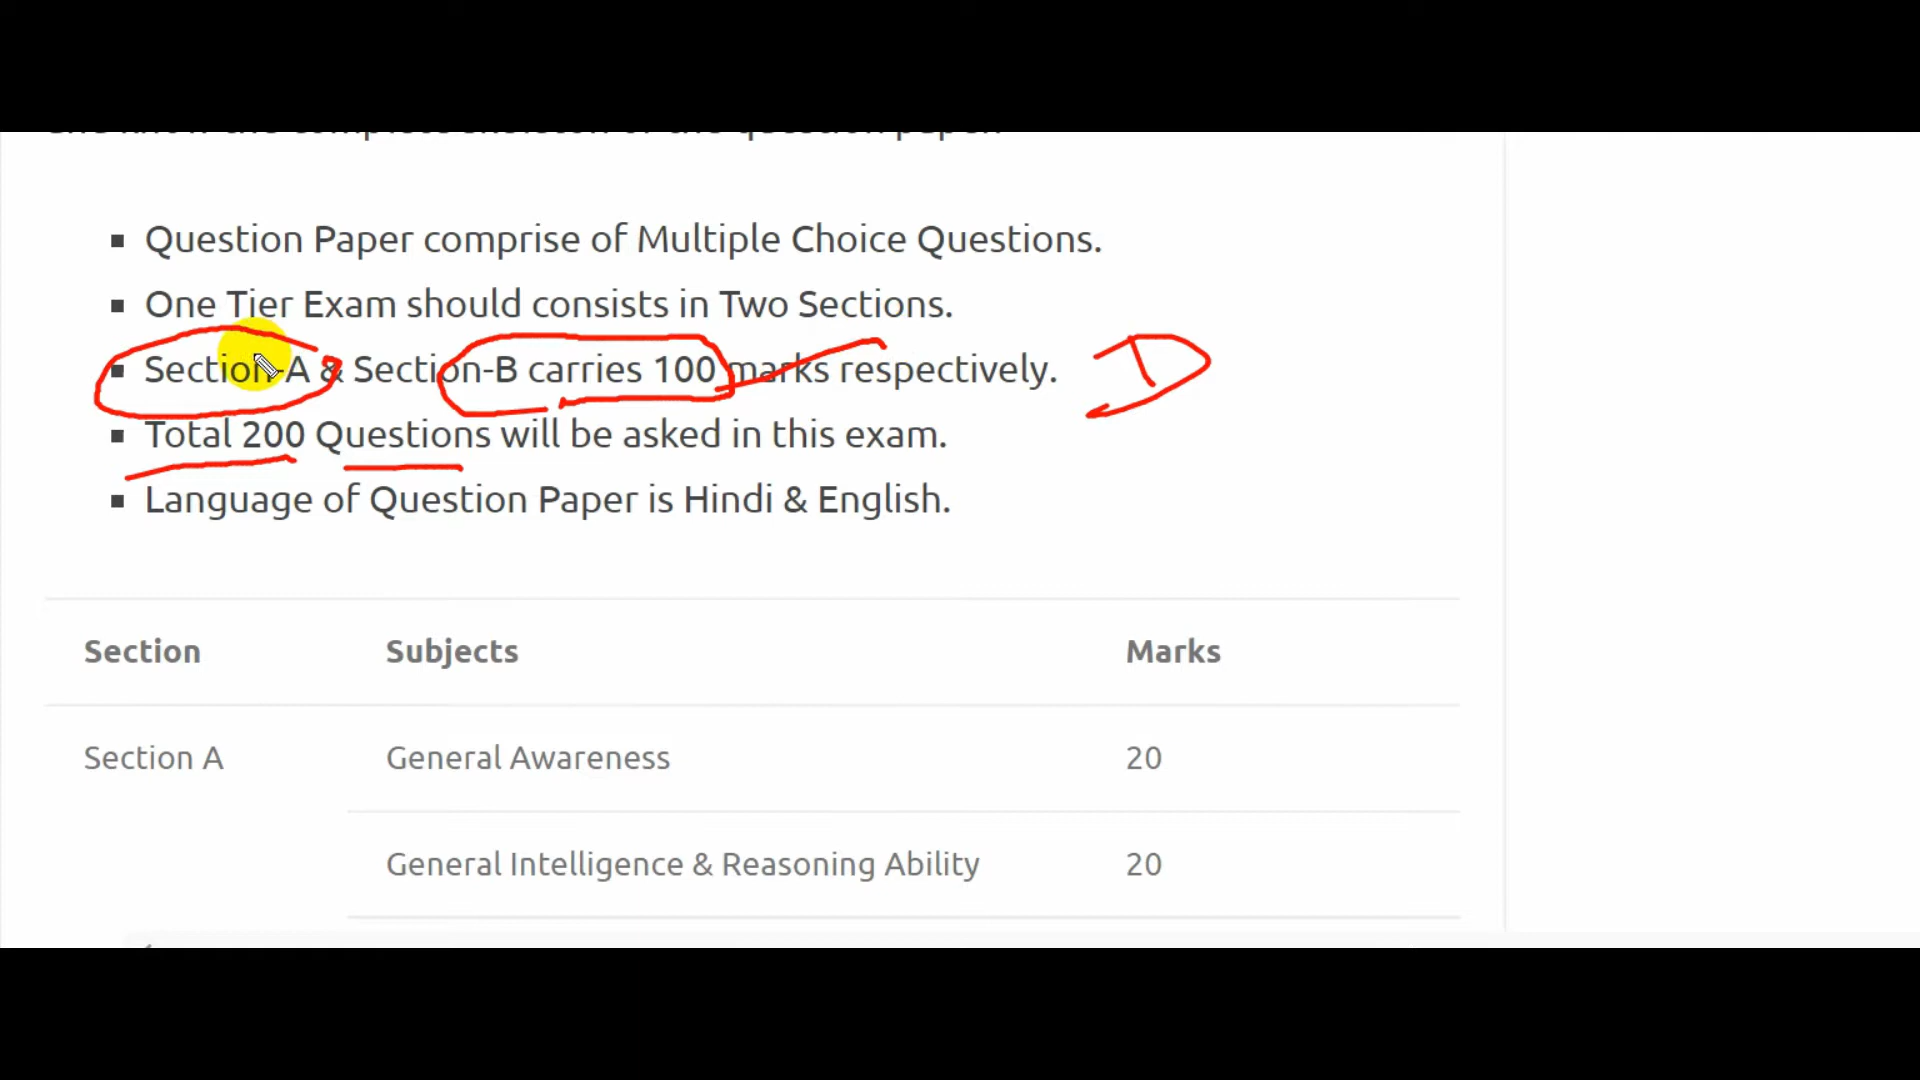 Question Paper comprise of Multiple Choice Questions.
One Tier Exam should consists in Two Sections.
Section-A & Section-B carries 100 marks respectively.
Total 200 Questions will be asked in this exam.
Language of Question Paper is Hindi & English.
Section Subjects Marks
Section A General Awareness 20
General Intelligence & Reasoning Ability 20